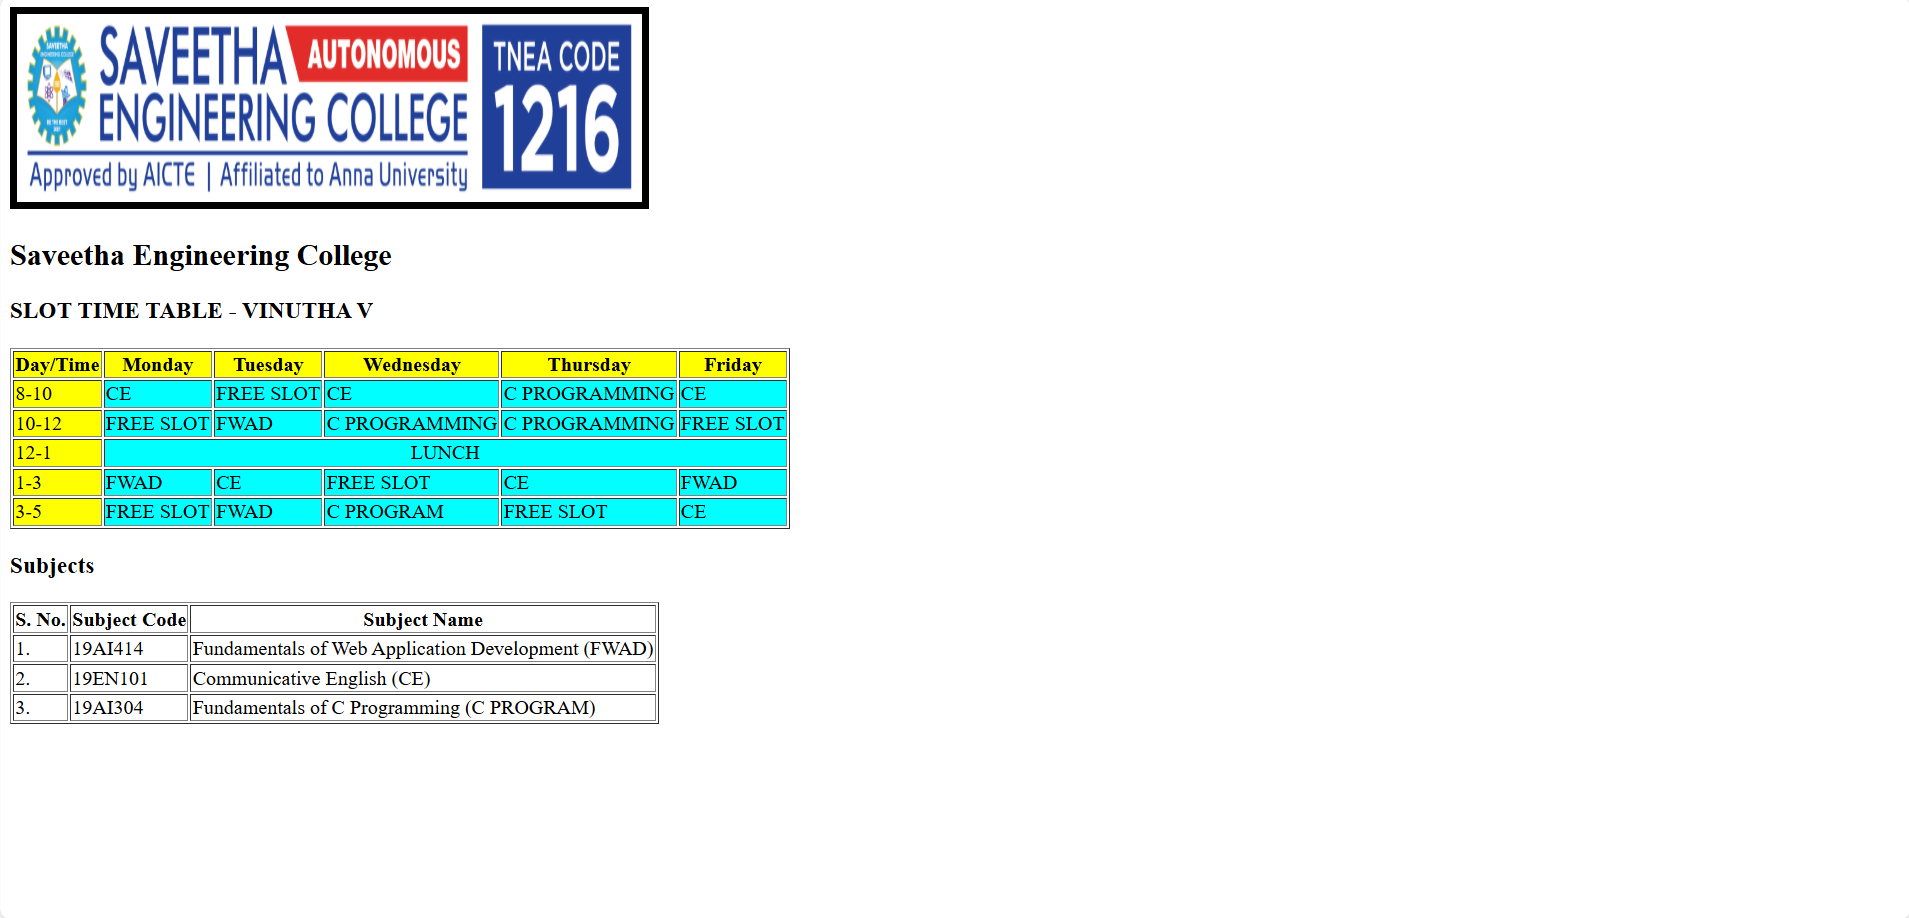 SAVEETHA AUTONOMOUS
ENGINEERING COLLEGE
Approved by AICTE | Affiliated to Anna University
TNEA CODE
1216
Saveetha Engineering College
SLOT TIME TABLE - VINUTHA V
Day/Time Monday Tuesday Wednesday Thursday Friday
8-10 CE FREE SLOT CE C PROGRAMMING CE
10-12 FREE SLOT FWAD C PROGRAMMING C PROGRAMMING FREE SLOT
12-1 LUNCH
1-3 FWAD CE FREE SLOT CE FWAD
3-5 FREE SLOT FWAD C PROGRAM FREE SLOT CE
Subjects
S. No. Subject Code Subject Name
1. 19AI414 Fundamentals of Web Application Development (FWAD)
2. 19EN101 Communicative English (CE)
3. 19AI304 Fundamentals of C Programming (C PROGRAM)